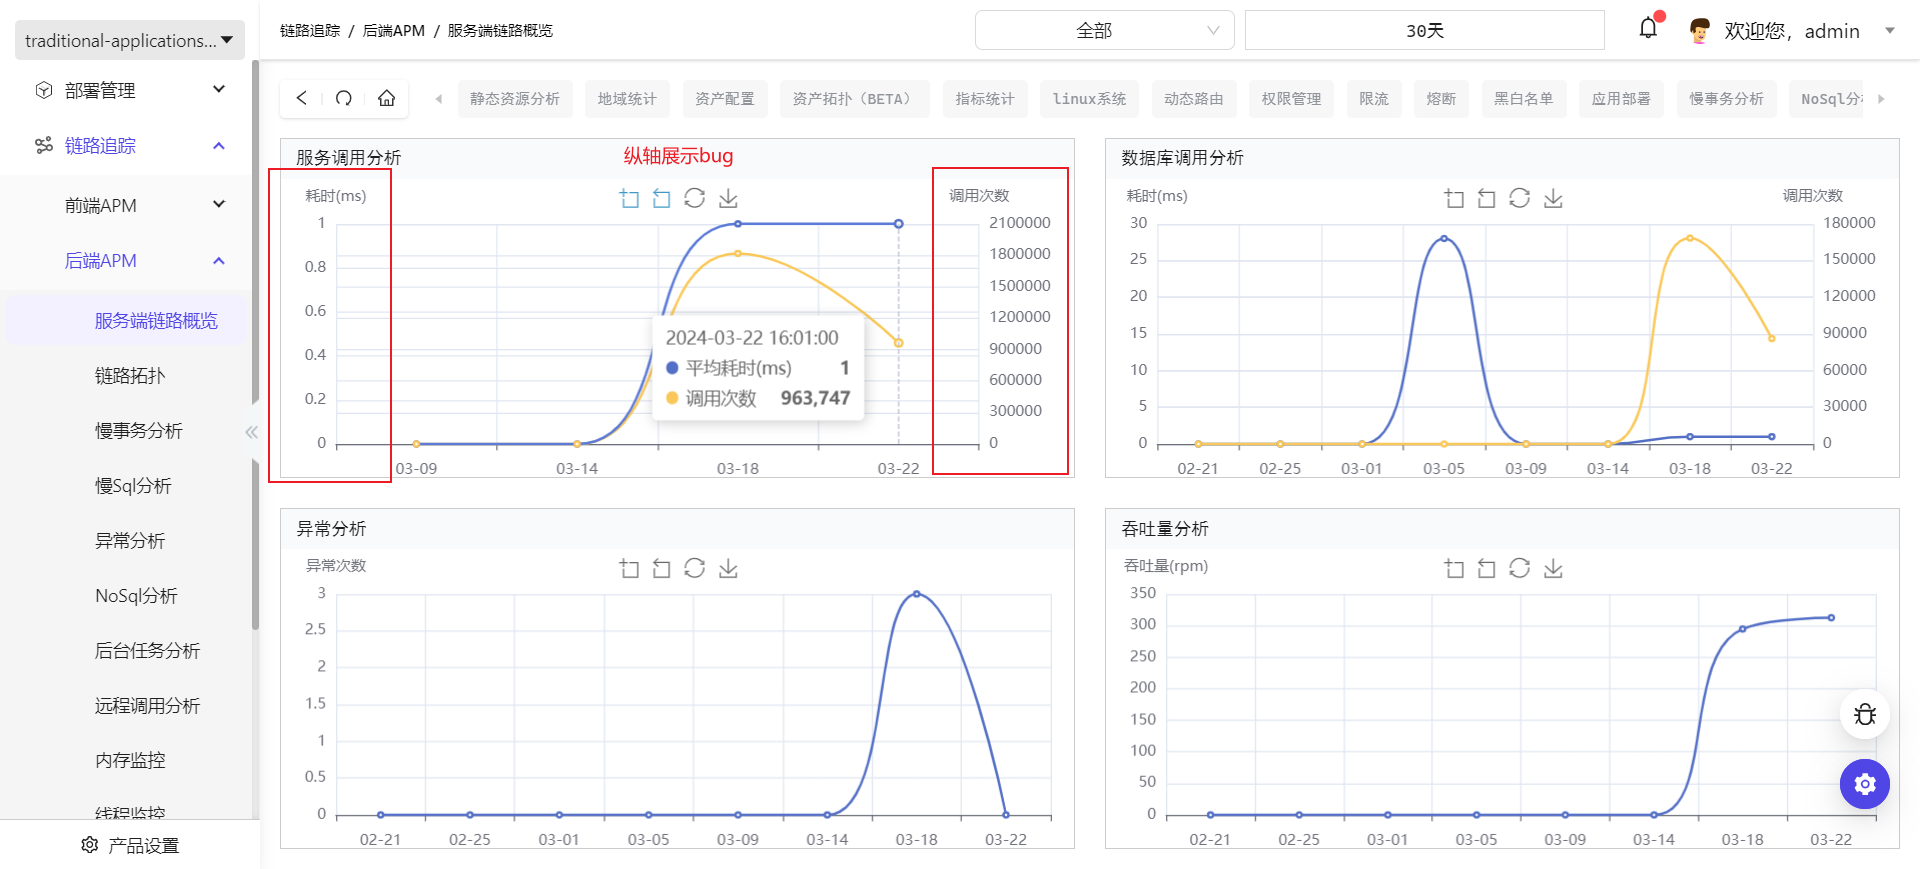 traditional-applications...
部署管理
链路追踪
前端APM
后端APM
服务端链路概览
链路拓扑
慢事务分析
慢Sql分析
异常分析
NoSql分析
后台任务分析
远程调用分析
内存监控
线程监控
产品设置
链路追踪 / 后端APM / 服务端链路概览
全部
30天
欢迎您，admin
静态资源分析
地域统计
资产配置
资产拓扑（BETA）
指标统计
linux系统
动态路由
权限管理
限流
熔断
黑白名单
应用部署
慢事务分析
NoSql分
服务调用分析
纵轴展示bug
耗时(ms)
调用次数
1
0.8
0.6
0.4
0.2
0
2100000
1800000
1500000
1200000
900000
600000
300000
0
2024-03-22 16:01:00
平均耗时(ms) 1
调用次数 963,747
03-09 03-14 03-18 03-22
数据库调用分析
耗时(ms)
调用次数
30
25
20
15
10
5
0
180000
150000
120000
90000
60000
30000
0
02-21 02-25 03-01 03-05 03-09 03-14 03-18 03-22
异常分析
异常次数
3
2.5
2
1.5
1
0.5
0
02-21 02-25 03-01 03-05 03-09 03-14 03-18 03-22
吞吐量分析
吞吐量(rpm)
350
300
250
200
150
100
50
0
02-21 02-25 03-01 03-05 03-09 03-14 03-18 03-22